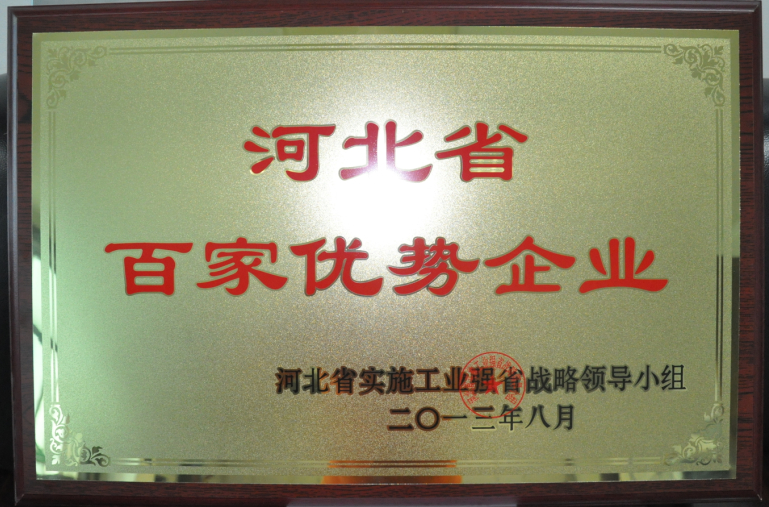 河北省
百家优势企业
河北省实施工业强省战略领导小组
二〇一三年八月